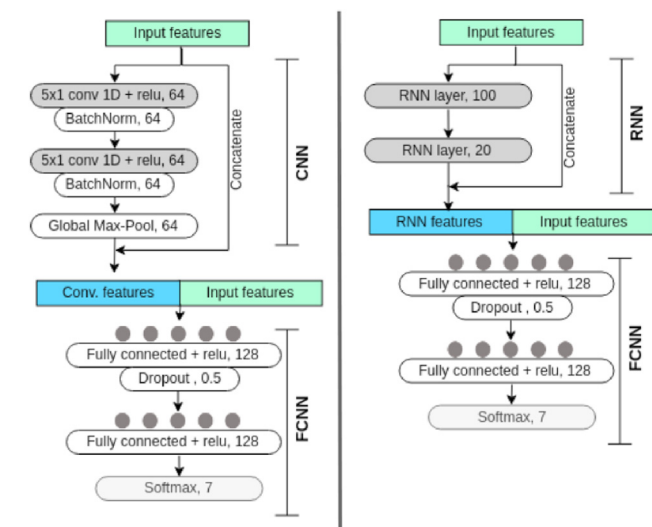 Input features
5x1 conv 1D + relu, 64
BatchNorm, 64
5x1 conv 1D + relu, 64
BatchNorm, 64
Global Max-Pool, 64
Concatenate
CNN
Conv. features
Input features
Fully connected + relu, 128
Dropout , 0.5
Fully connected + relu, 128
Softmax, 7
FCNN
Input features
RNN layer, 100
RNN layer, 20
Concatenate
RNN
RNN features
Input features
Fully connected + relu, 128
Dropout, 0.5
Fully connected + relu, 128
Softmax, 7
FCNN